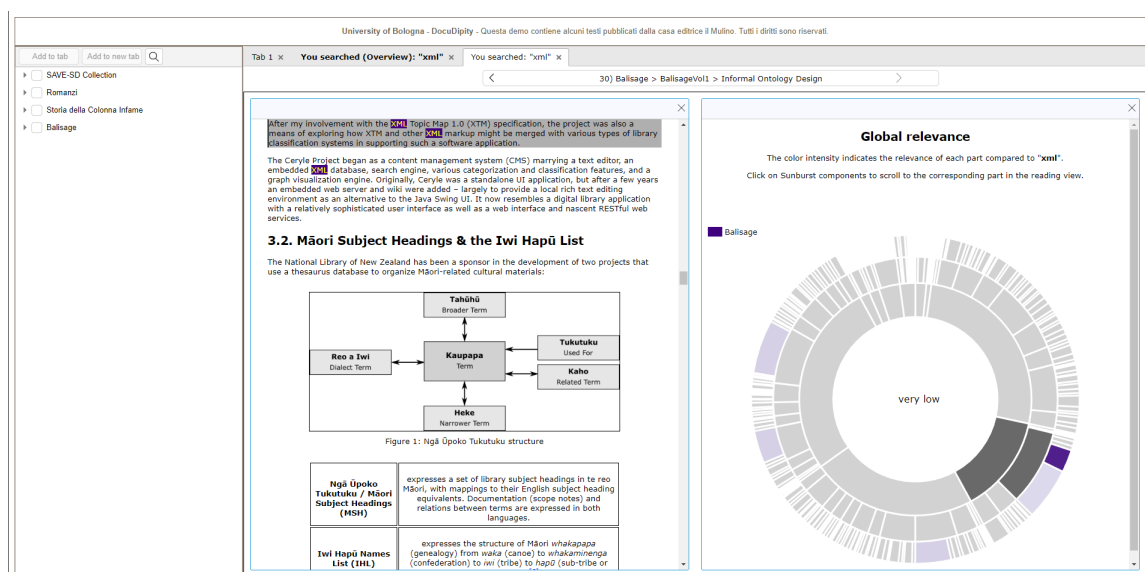 University of Bologna - DocuDipity - Questa demo contiene alcuni testi pubblicati dalla casa editrice il Mulino. Tutti i diritti sono riservati.
Add to tab Add to new tab
SAVE-SD Collection
Romanzi
Storia della Colonna Infame
Balisage
Tab 1 × You searched (Overview): "xml" × You searched: "xml" ×
30) Balisage > BalisageVol1 > Informal Ontology Design
After my involvement with the XML Topic Map 1.0 (XTM) specification, the project was also a
means of exploring how XTM and other XML markup might be merged with various types of library
classification systems in supporting such a software application.
The Ceryle Project began as a content management system (CMS) marrying a text editor, an
embedded XML database, search engine, various categorization and classification features, and a
graph visualization engine. Originally, Ceryle was a standalone UI application, but after a few years
an embedded web server and wiki were added – largely to provide a local rich text editing
environment as an alternative to the Java Swing UI. It now resembles a digital library application
with a relatively sophisticated user interface as well as a web interface and nascent RESTful web
services.
3.2. Māori Subject Headings & the Iwi Hapū List
The National Library of New Zealand has been a sponsor in the development of two projects that
use a thesaurus database to organize Māori-related cultural materials:
Tahūhū
Broader Term
Reo a Iwi
Dialect Term
Kaupapa
Term
Tukutuku
Used For
Kaho
Related Term
Heke
Narrower Term
Figure 1: Ngā Ūpoko Tukutuku structure
Ngā Ūpoko
Tukutuku / Māori
Subject Headings
(MSH)
expresses a set of library subject headings in te reo
Māori, with mappings to their English subject heading
equivalents. Documentation (scope notes) and
relations between terms are expressed in both
languages.
Iwi Hapū Names
List (IHL)
expresses the structure of Māori whakapapa
(genealogy) from waka (canoe) to whakaminenga
(confederation) to iwi (tribe) to hapū (sub-tribe or
Global relevance
The color intensity indicates the relevance of each part compared to "xml".
Click on Sunburst components to scroll to the corresponding part in the reading view.
Balisage
very low